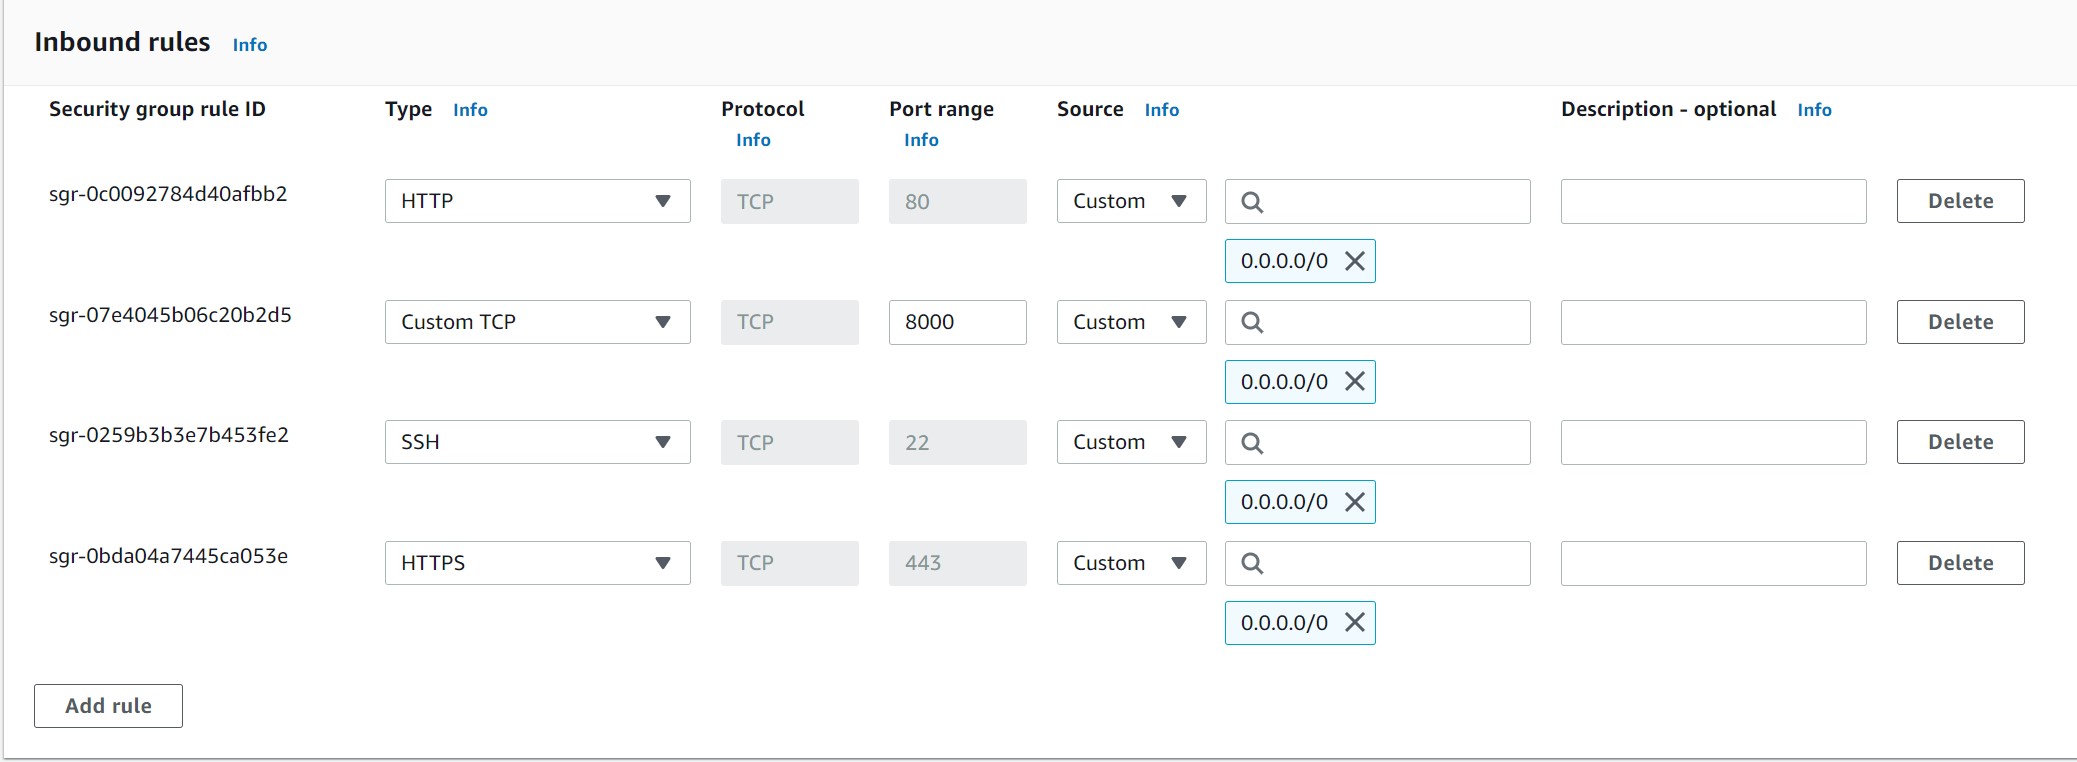 Inbound rules Info
Security group rule ID Type Info Protocol Info Port range Info Source Info Description - optional Info
sgr-0c0092784d40afbb2 HTTP TCP 80 Custom Delete
0.0.0.0/0
sgr-07e4045b06c20b2d5 Custom TCP TCP 8000 Custom Delete
0.0.0.0/0
sgr-0259b3b3e7b453fe2 SSH TCP 22 Custom Delete
0.0.0.0/0
sgr-0bda04a7445ca053e HTTPS TCP 443 Custom Delete
0.0.0.0/0
Add rule